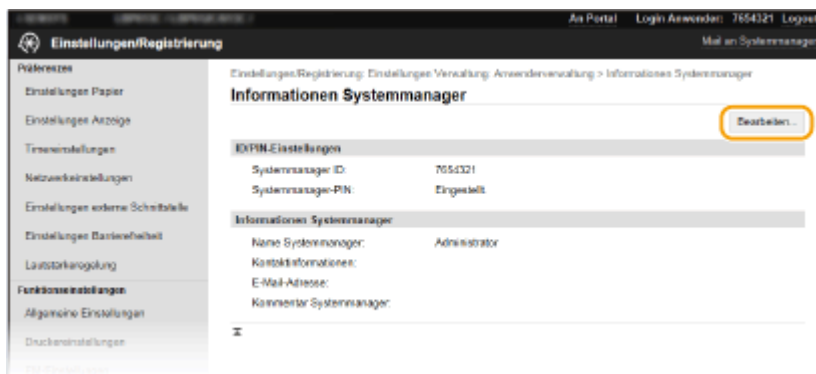 An Portal Login Anwender: 7654321 Logout
Einstellungen/Registrierung
Mail an Systemmanager
Präferenzen
Einstellungen Papier
Einstellungen Anzeige
Timereinstellungen
Netzwerkeinstellungen
Einstellungen externe Schnittstelle
Einstellungen Barrierefreiheit
Lautstärkeregelung
Funktionseinstellungen
Allgemeine Einstellungen
Druckereinstellungen
Einstellungen/Registrierung: Einstellungen Verwaltung: Anwenderverwaltung > Informationen Systemmanager
Informationen Systemmanager
Bearbeiten...
ID/PIN-Einstellungen
Systemmanager ID: 7654321
Systemmanager-PIN: Eingestellt
Informationen Systemmanager
Name Systemmanager: Administrator
Kontaktinformationen:
E-Mail-Adresse:
Kommentar Systemmanager: